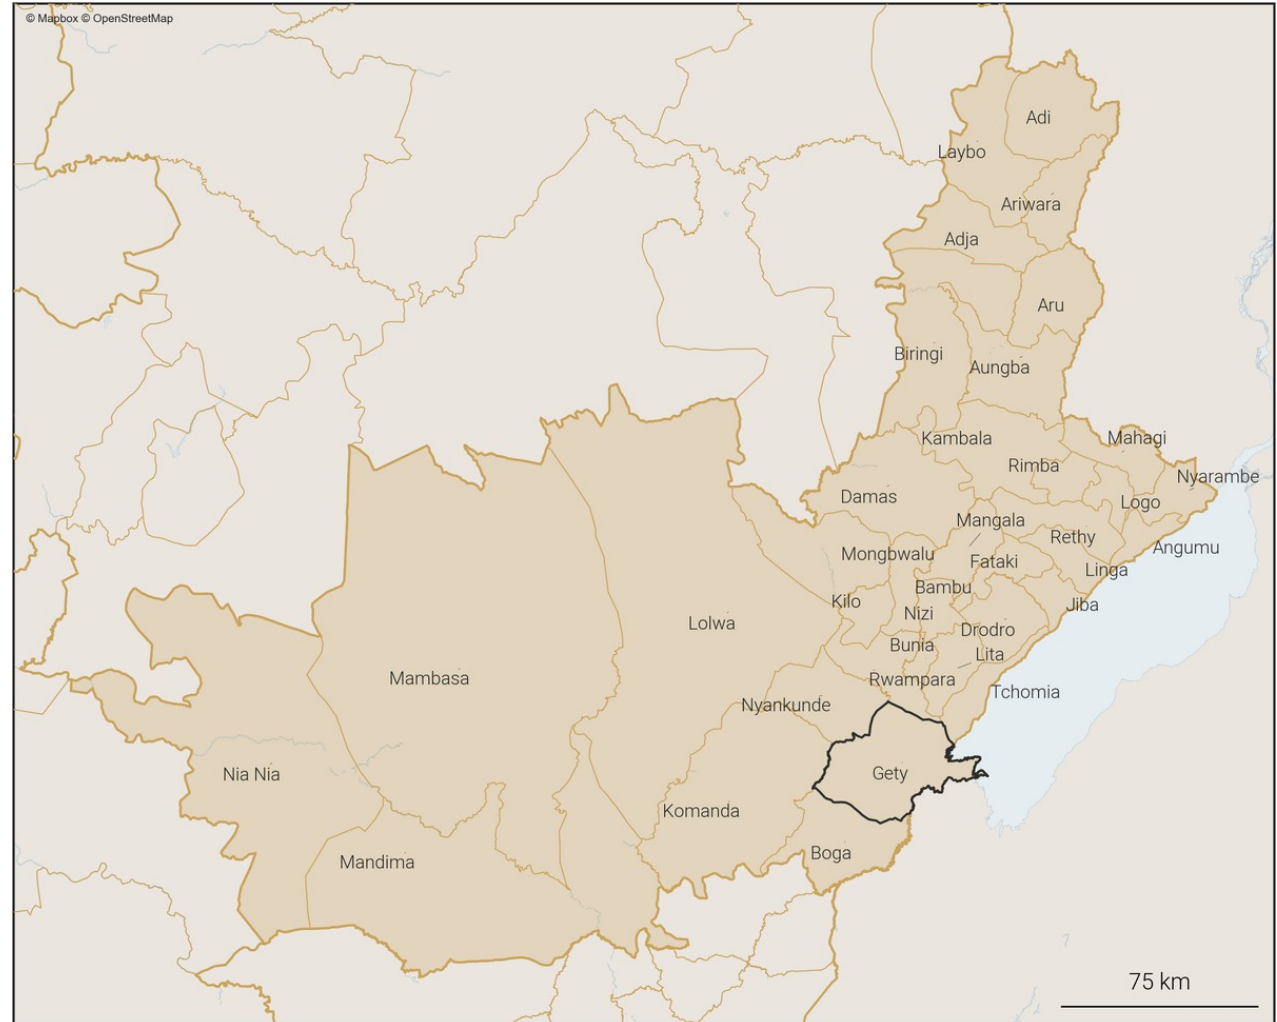 © Mapbox © OpenStreetMap
Adi
Laybo
Ariwara
Adja
Aru
Biringi
Aungba
Kambala
Mahagi
Rimba
Nyarambe
Damas
Logo
Mangala
Rethy
Angumu
Mongbwalu
Fataki
Linga
Bambu
Kilo
Jiba
Nizi
Lolwa
Drodro
Bunia
Lita
Mambasa
Rwampara
Tchomia
Nyankunde
Nia Nia
Gety
Komanda
Boga
Mandima
75 km